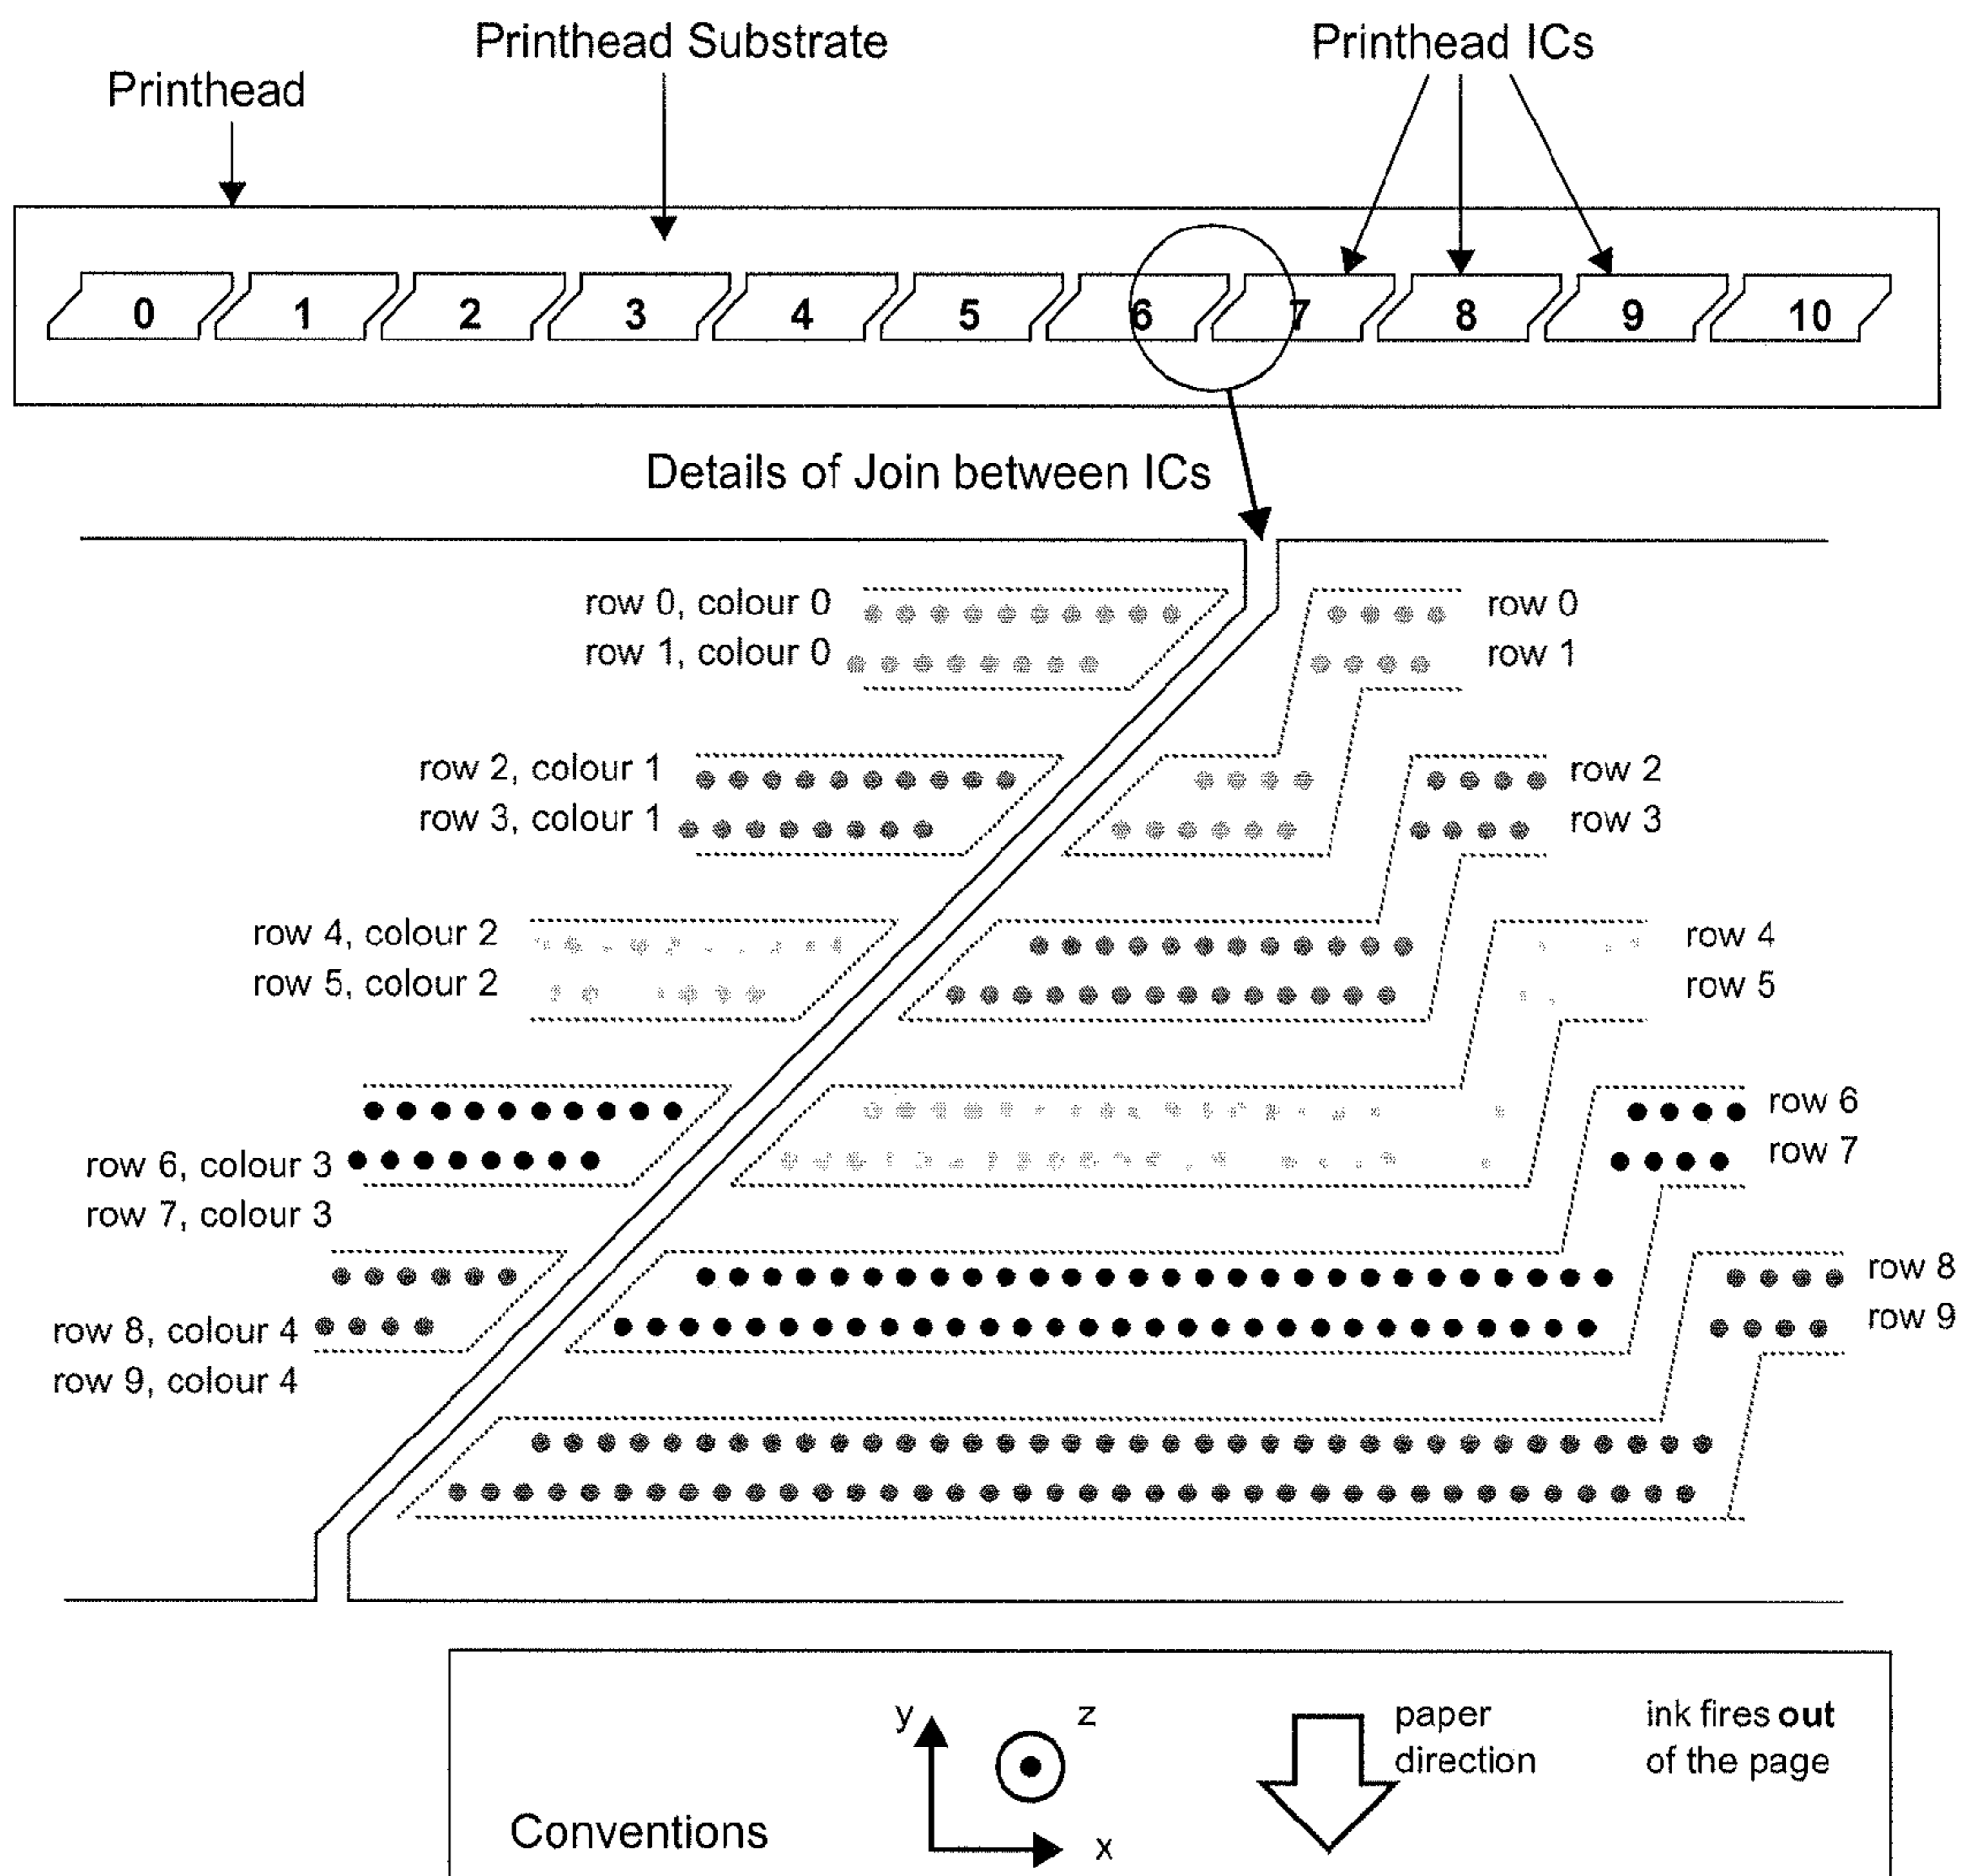 Printhead Substrate
Printhead ICs
Printhead
0 1 2 3 4 5 6 7 8 9 10
Details of Join between ICs
row 0, colour 0
row 0
row 1, colour 0
row 1
row 2, colour 1
row 2
row 3, colour 1
row 3
row 4, colour 2
row 4
row 5, colour 2
row 5
row 6
row 7
row 6, colour 3
row 7, colour 3
row 8
row 9
row 8, colour 4
row 9, colour 4
y
z
paper
direction
ink fires out
of the page
Conventions
x